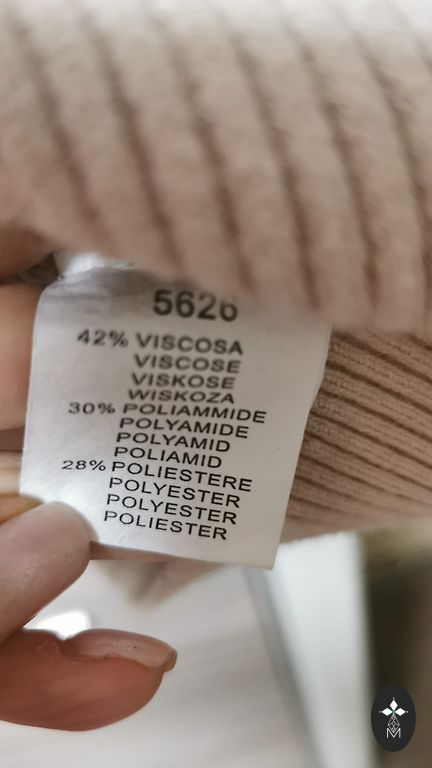 5626
42% VISCOSA
VISCOSE
VISKOSE
WISKOZA
30% POLIAMMIDE
POLYAMIDE
POLYAMID
POLIAMID
28% POLIESTERE
POLYESTER
POLYESTER
POLIESTER
M